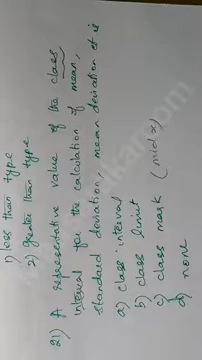 1) less than type
2) greater than type
21) A representative value of the class
interval for the calculation of mean,
standard deviation, mean deviation et is
a) class interval
b) class limit
c) class mark (mid x)
d) none